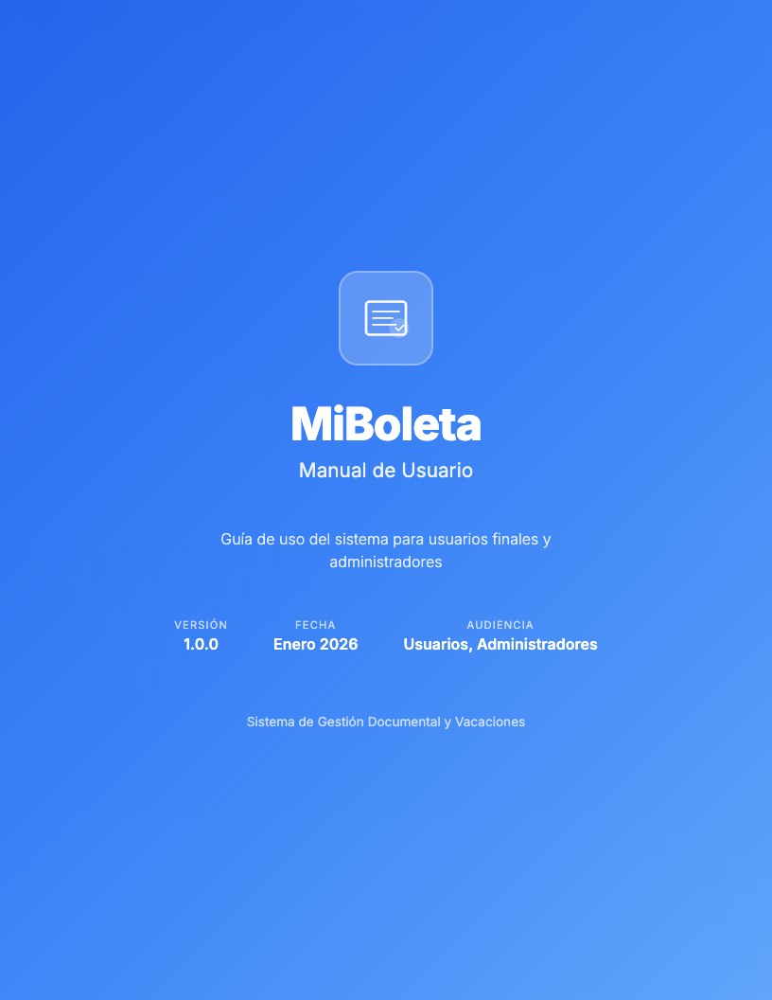 MiBoleta
Manual de Usuario
Guía de uso del sistema para usuarios finales y
administradores
VERSIÓN FECHA AUDIENCIA
1.0.0 Enero 2026 Usuarios, Administradores
Sistema de Gestión Documental y Vacaciones